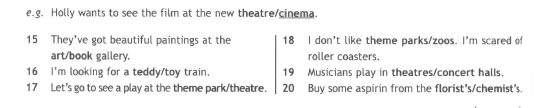 e.g. Holly wants to see the film at the new theatre/cinema.
15 They've got beautiful paintings at the
art/book gallery.
16 I'm looking for a teddy/toy train.
17 Let's go to see a play at the theme park/theatre.
18 I don't like theme parks/zoos. I'm scared of
roller coasters.
19 Musicians play in theatres/concert halls.
20 Buy some aspirin from the florist's/chemist's.